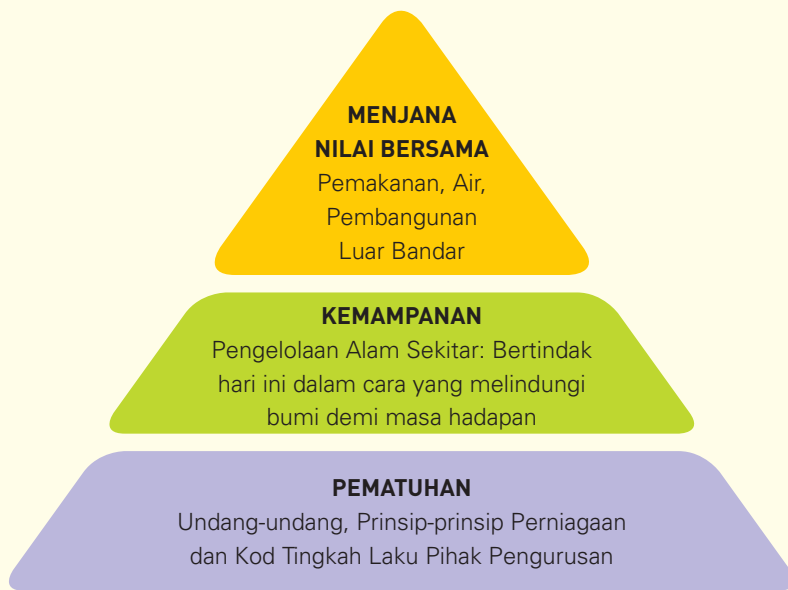 MENJANA
NILAI BERSAMA
Pemakanan, Air,
Pembangunan
Luar Bandar
KEMAMPANAN
Pengelolaan Alam Sekitar: Bertindak
hari ini dalam cara yang melindungi
bumi demi masa hadapan
PEMATUHAN
Undang-undang, Prinsip-prinsip Perniagaan
dan Kod Tingkah Laku Pihak Pengurusan